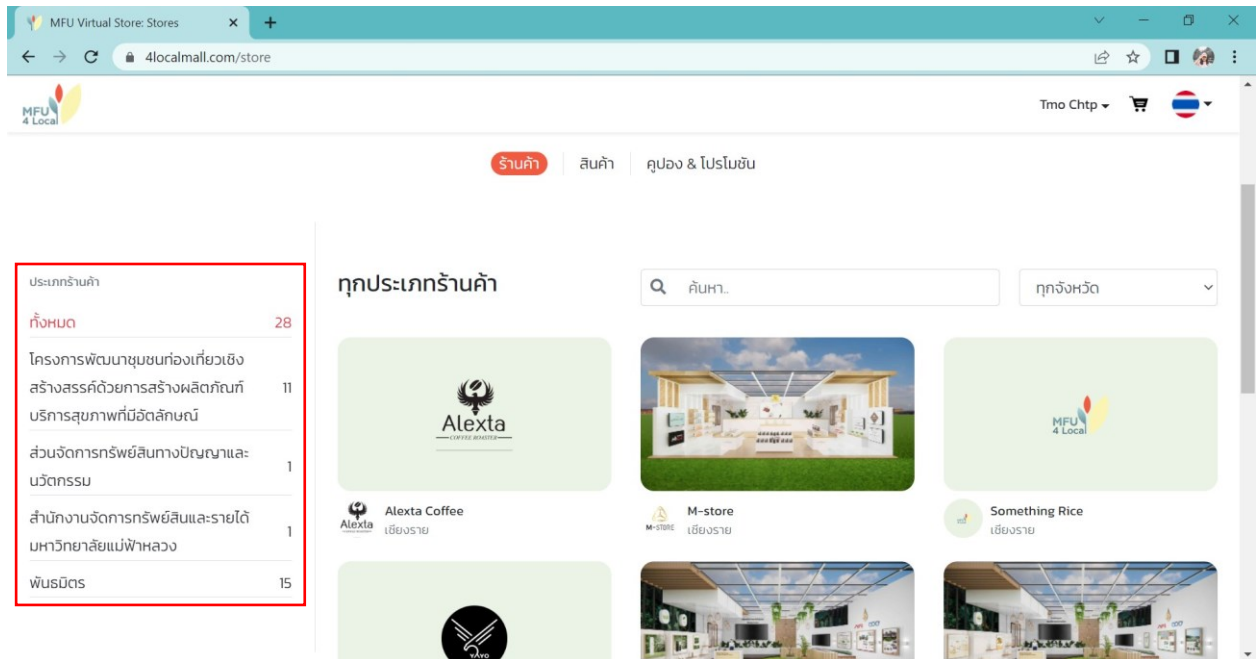 MFU Virtual Store: Stores
4localmall.com/store
MFU
4 Local
Tmo Chtp
ร้านค้า
สินค้า
คูปอง & โปรโมชัน
ประเภทร้านค้า
ทั้งหมด 28
โครงการพัฒนาชุมชนท่องเที่ยวเชิง
สร้างสรรค์ด้วยการสร้างผลิตภัณฑ์ 11
บริการสุขภาพที่มีอัตลักษณ์
ส่วนจัดการทรัพย์สินทางปัญญาและ
นวัตกรรม 1
สำนักงานจัดการทรัพย์สินและรายได้
มหาวิทยาลัยแม่ฟ้าหลวง 1
พันธมิตร 15
ทุกประเภทร้านค้า
ค้นหา..
ทุกจังหวัด
Alexta
COFFEE ROASTER
MFU
4 Local
Alexta
Alexta Coffee
เชียงราย
M-STORE
M-store
เชียงราย
Something Rice
เชียงราย
YAYO